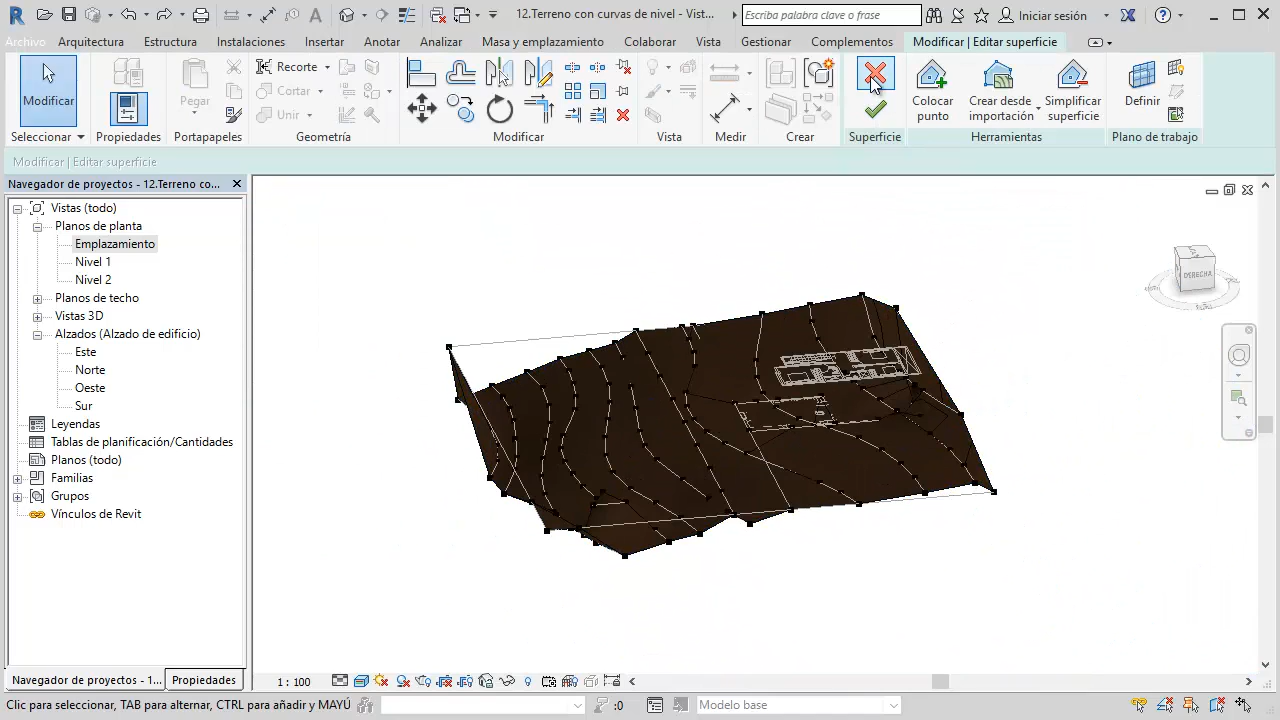 12.Terreno con curvas de nivel - Vist...
Escriba palabra clave o frase
Iniciar sesión
Archivo
Arquitectura
Estructura
Instalaciones
Insertar
Anotar
Analizar
Masa y emplazamiento
Colaborar
Vista
Gestionar
Complementos
Modificar | Editar superficie
Modificar
Seleccionar
Propiedades
Pegar
Portapapeles
Recorte
Cortar
Unir
Geometría
Modificar
Vista
Medir
Crear
Superficie
Colocar
punto
Crear desde
importación
Simplificar
superficie
Herramientas
Definir
Plano de trabajo
Modificar | Editar superficie
Navegador de proyectos - 12.Terreno co...
Vistas (todo)
Planos de planta
Emplazamiento
Nivel 1
Nivel 2
Planos de techo
Vistas 3D
Alzados (Alzado de edificio)
Este
Norte
Oeste
Sur
Leyendas
Tablas de planificación/Cantidades
Planos (todo)
Familias
Grupos
Vínculos de Revit
DERECHA
Navegador de proyectos - 1...
Propiedades
1 : 100
Clic para seleccionar, TAB para alternar, CTRL para añadir y MAYÚ
:0
Modelo base